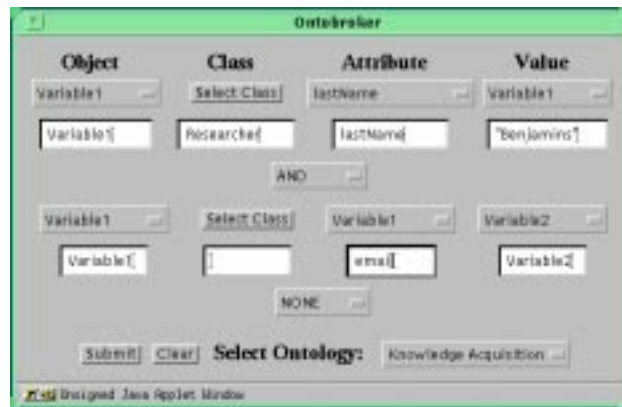 Ontobroker
Object Class Attribute Value
Variable1 Select Class lastName Variable1
Variable1 Researcher lastName "Benjamins"
AND
Variable1 Select Class Variable1 Variable2
Variable1 email Variable2
NONE
Submit Clear Select Ontology: Knowledge Acquisition
Unsigned Java Applet Window